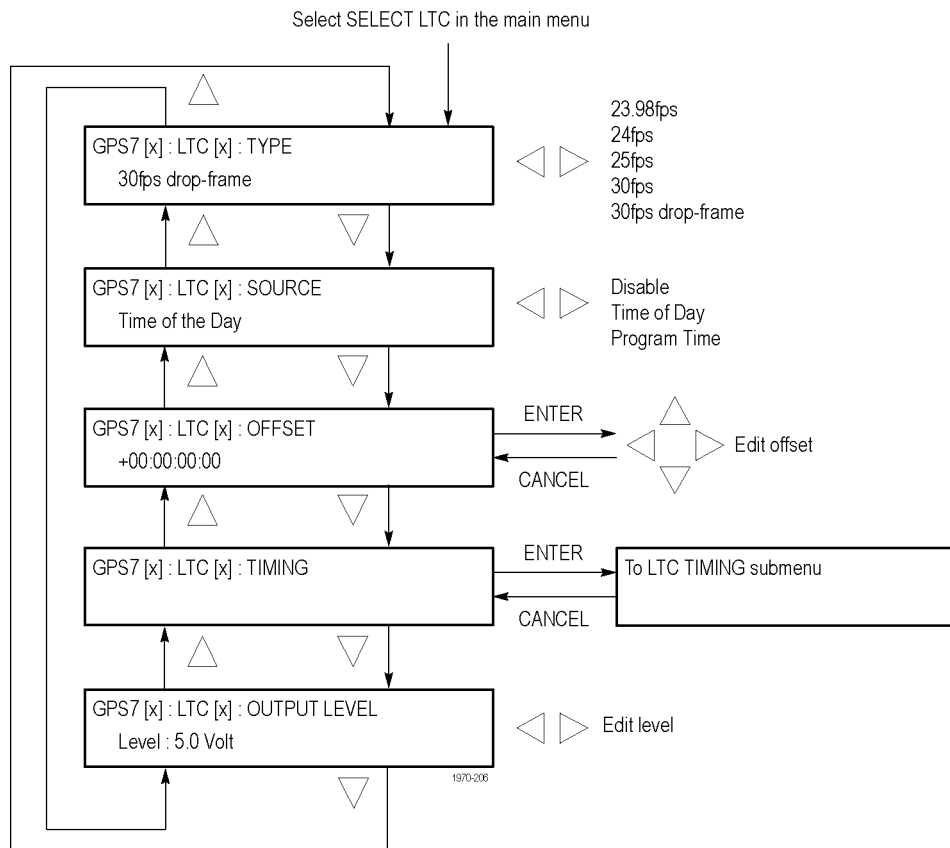 Select SELECT LTC in the main menu
GPS7 [x] : LTC [x] : TYPE
30fps drop-frame
23.98fps
24fps
25fps
30fps
30fps drop-frame
GPS7 [x] : LTC [x] : SOURCE
Time of the Day
Disable
Time of Day
Program Time
GPS7 [x] : LTC [x] : OFFSET
+00:00:00:00
ENTER
CANCEL
Edit offset
GPS7 [x] : LTC [x] : TIMING
ENTER
CANCEL
To LTC TIMING submenu
GPS7 [x] : LTC [x] : OUTPUT LEVEL
Level : 5.0 Volt
Edit level
1970-206